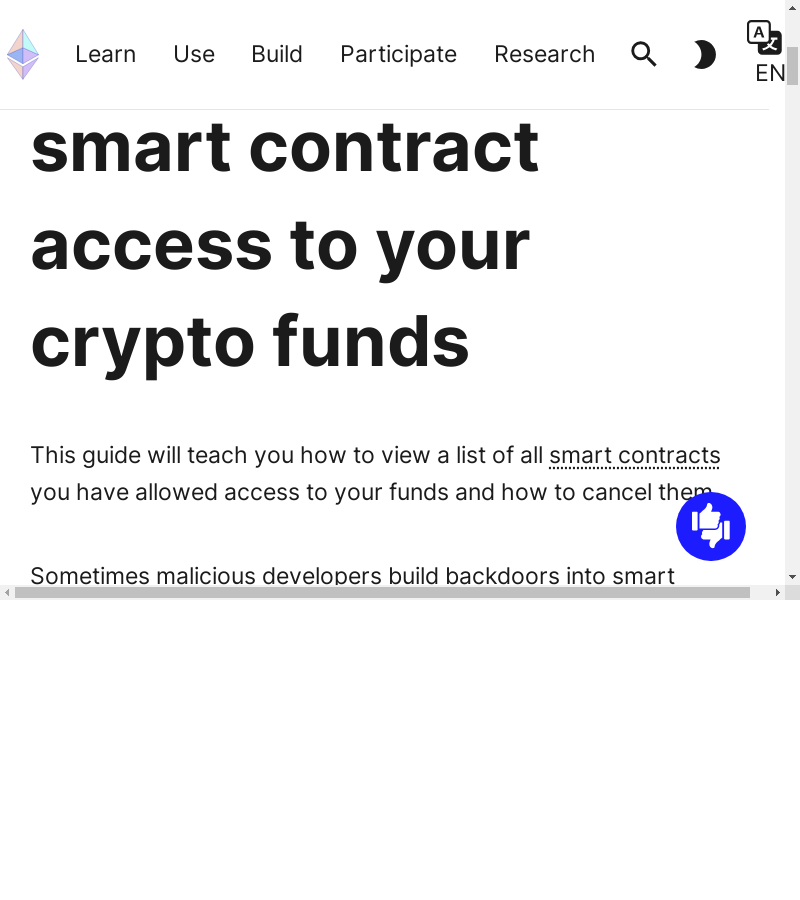 Learn Use Build Participate Research A 文 EN
smart contract
access to your
crypto funds
This guide will teach you how to view a list of all smart contracts
you have allowed access to your funds and how to cancel them.
Sometimes malicious developers build backdoors into smart